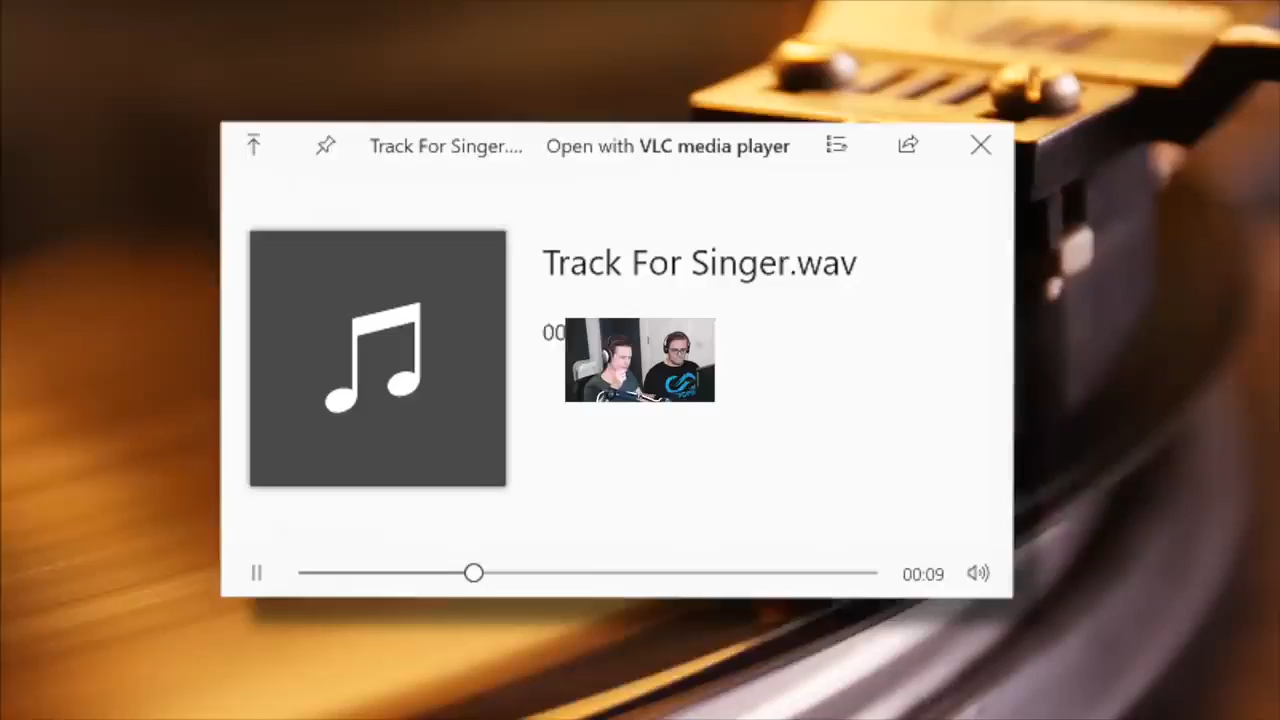 Track For Singer.... Open with VLC media player
Track For Singer.wav
00
00:09